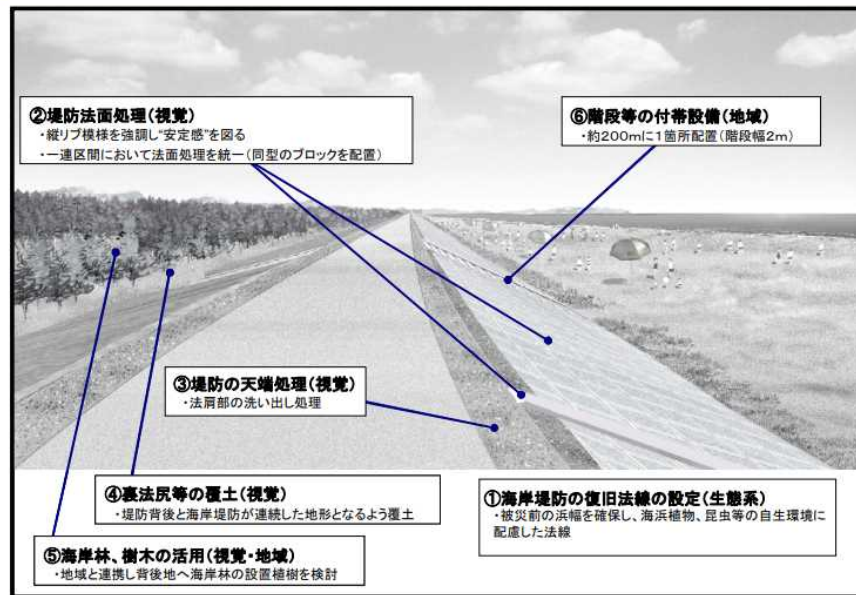 ②堤防法面処理(視覚)
・縦リブ模様を強調し“安定感”を図る
・一連区間において法面処理を統一(同型のブロックを配置)
⑥階段等の付帯設備(地域)
・約200mに1箇所配置(階段幅2m)
③堤防の天端処理(視覚)
・法肩部の洗い出し処理
④裏法尻等の覆土(視覚)
・堤防背後と海岸堤防が連続した地形となるよう覆土
⑤海岸林、樹木の活用(視覚・地域)
・地域と連携し背後地へ海岸林の設置植樹を検討
①海岸堤防の復旧法線の設定(生態系)
・被災前の浜幅を確保し、海浜植物、昆虫等の自生環境に
配慮した法線